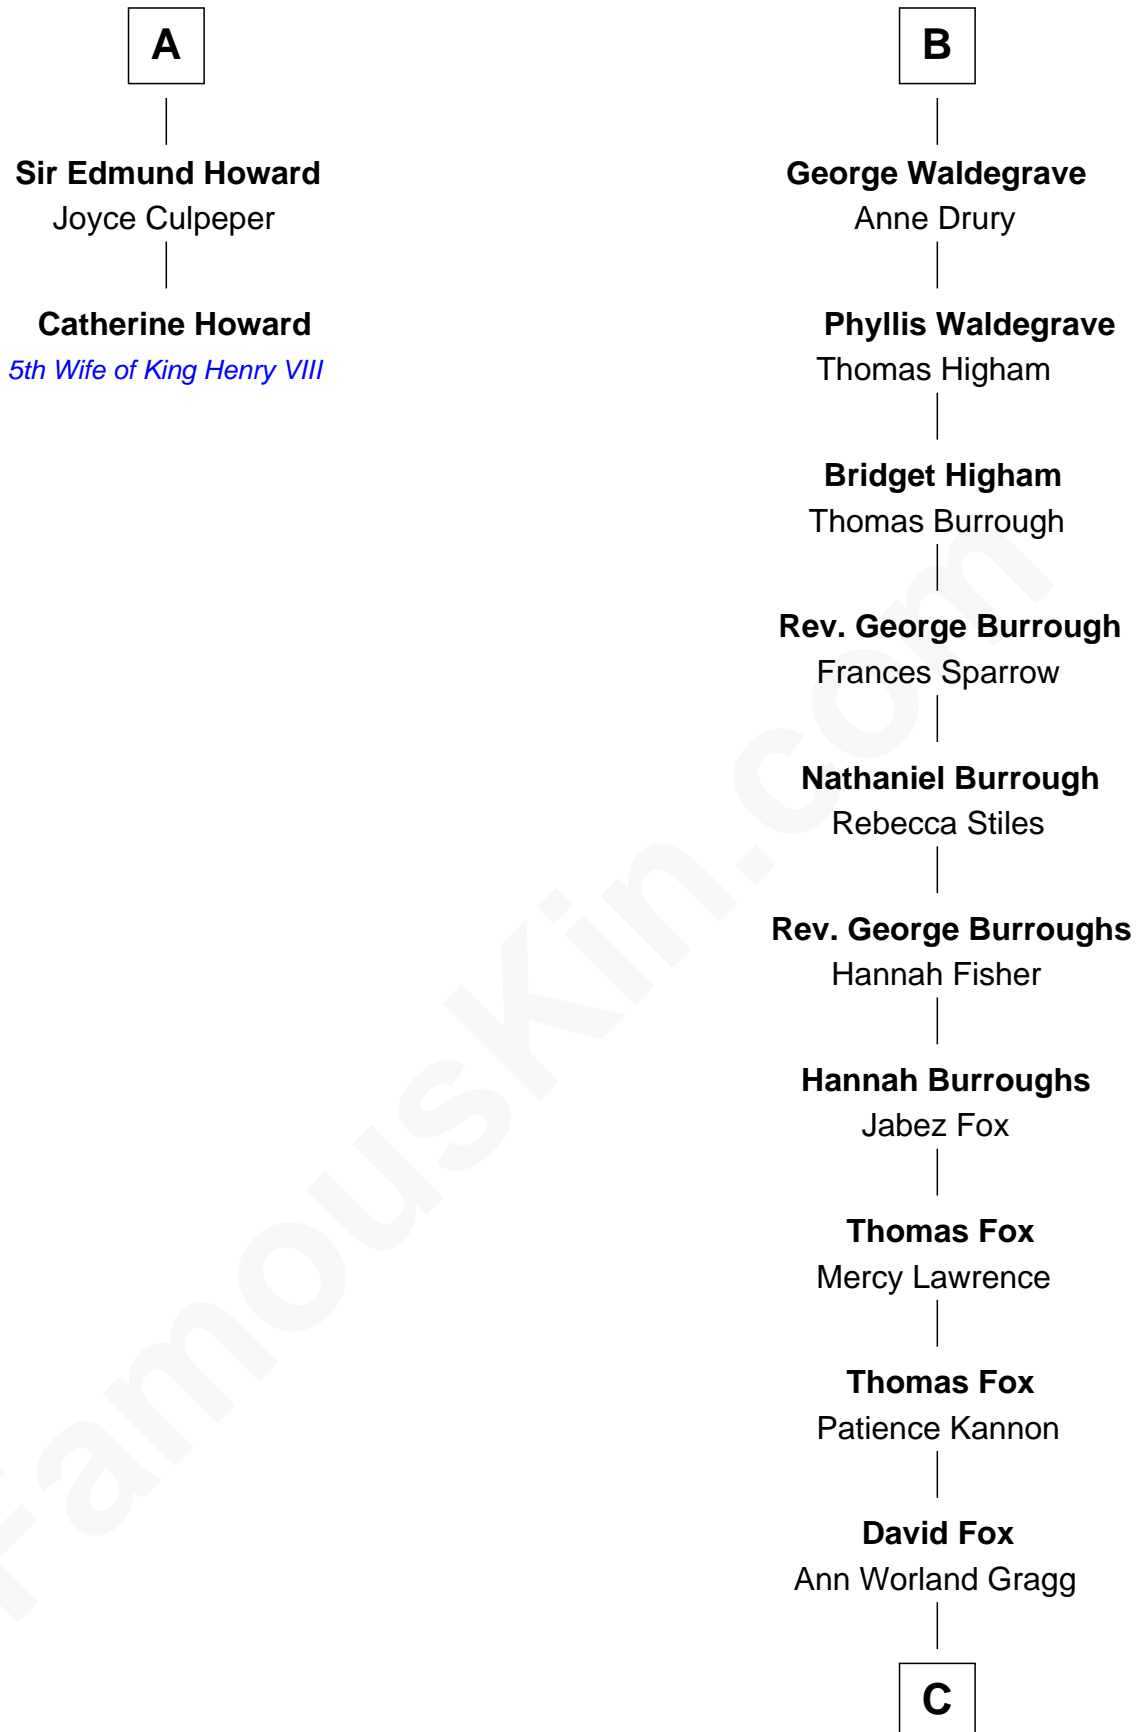 A
Sir Edmund Howard
Joyce Culpeper
Catherine Howard
5th Wife of King Henry VIII
B
George Waldegrave
Anne Drury
Phyllis Waldegrave
Thomas Higham
Bridget Higham
Thomas Burrough
Rev. George Burrough
Frances Sparrow
Nathaniel Burrough
Rebecca Stiles
Rev. George Burroughs
Hannah Fisher
Hannah Burroughs
Jabez Fox
Thomas Fox
Mercy Lawrence
Thomas Fox
Patience Kannon
David Fox
Ann Worland Gragg
C
FamousKin.com